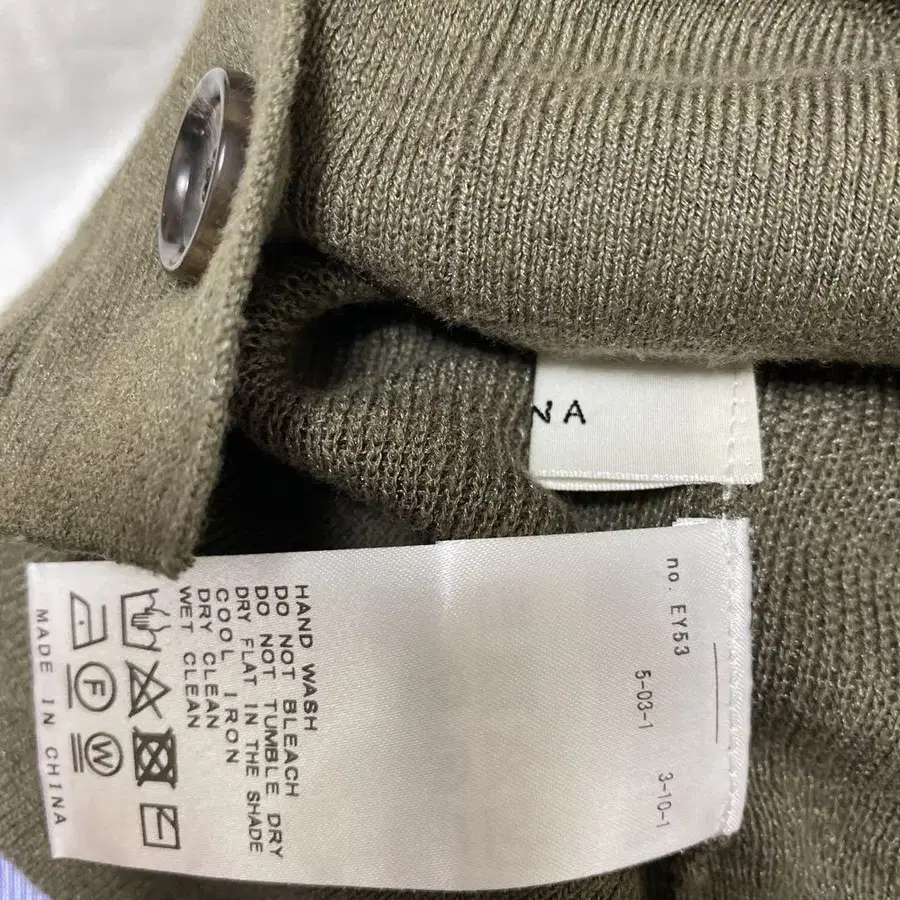 NA
no. EY53
5-03-1
3-10-1
HAND WASH
DO NOT BLEACH
DO NOT TUMBLE DRY
DRY FLAT IN THE SHADE
COOL IRON
DRY CLEAN
WET CLEAN
F
W
MADE IN CHINA